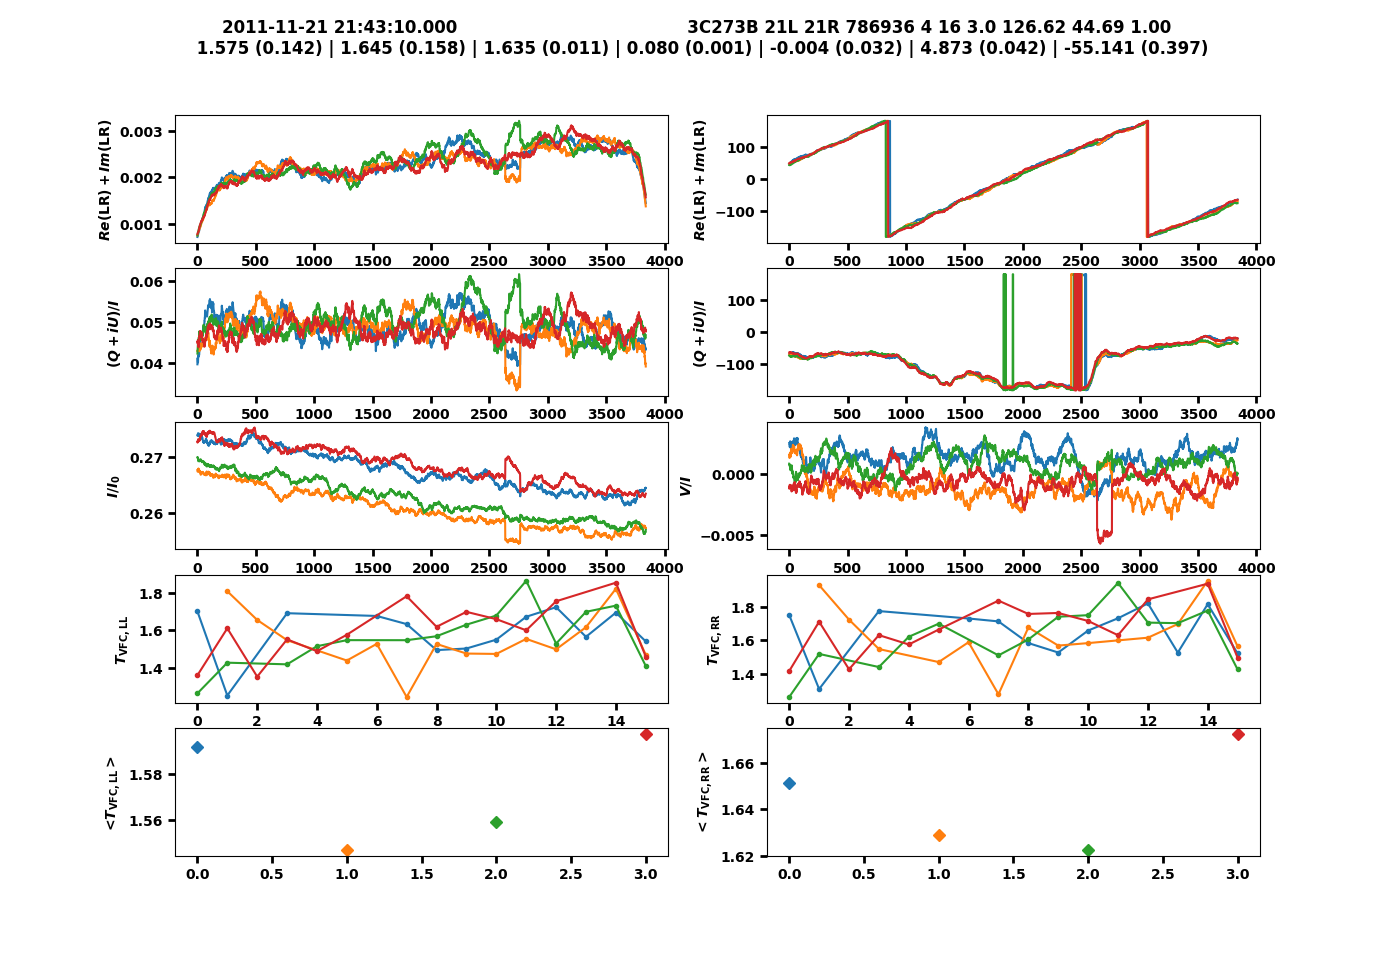 2011-11-21 21:43:10.000 3C273B 21L 21R 786936 4 16 3.0 126.62 44.69 1.00
1.575 (0.142) | 1.645 (0.158) | 1.635 (0.011) | 0.080 (0.001) | -0.004 (0.032) | 4.873 (0.042) | -55.141 (0.397)
Re(LR) + Im(LR)
0.003
0.002
0.001
0 500 1000 1500 2000 2500 3000 3500 4000
Re(LR) + Im(LR)
100
0
−100
0 500 1000 1500 2000 2500 3000 3500 4000
(Q + iU)/I
0.06
0.05
0.04
0 500 1000 1500 2000 2500 3000 3500 4000
(Q + iU)/I
100
0
−100
0 500 1000 1500 2000 2500 3000 3500 4000
I/I0
0.27
0.26
0 500 1000 1500 2000 2500 3000 3500 4000
V/I
0.000
−0.005
0 500 1000 1500 2000 2500 3000 3500 4000
TVFC,LL
1.8
1.6
1.4
0 2 4 6 8 10 12 14
TVFC,RR
1.8
1.6
1.4
0 2 4 6 8 10 12 14
<TVFC,LL >
1.58
1.56
0.0 0.5 1.0 1.5 2.0 2.5 3.0
< TVFC,RR >
1.66
1.64
1.62
0.0 0.5 1.0 1.5 2.0 2.5 3.0